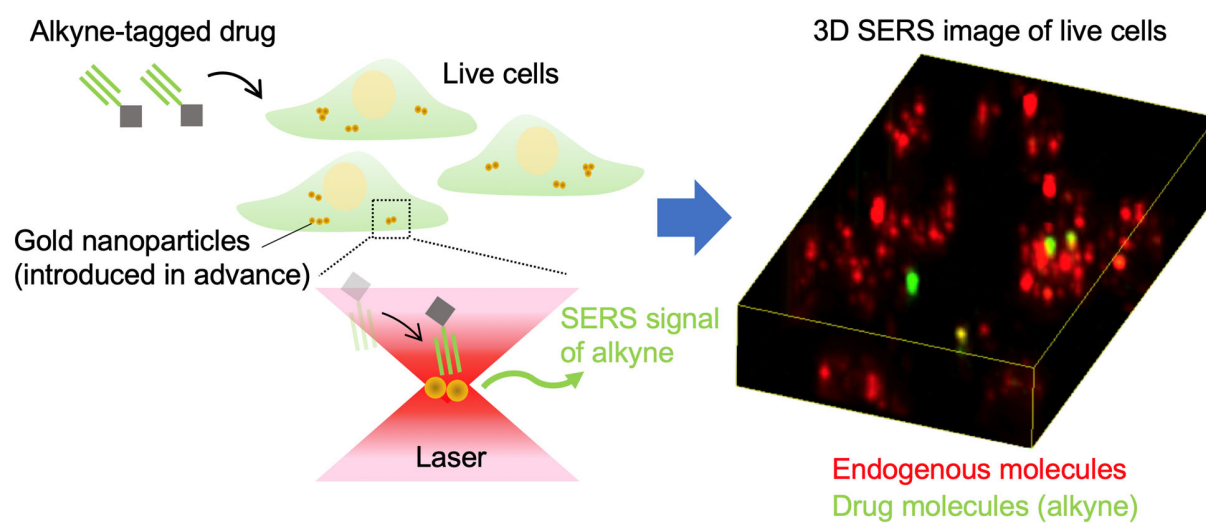 Alkyne-tagged drug
Live cells
Gold nanoparticles
(introduced in advance)
SERS signal
of alkyne
Laser
3D SERS image of live cells
Endogenous molecules
Drug molecules (alkyne)